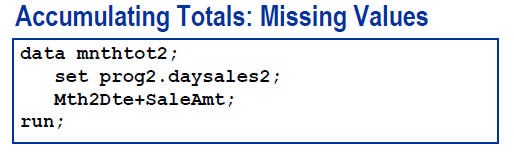 Accumulating Totals: Missing Values
data mnthtot2;
set prog2.daysales2;
Mth2Dte+SaleAmt;
run;